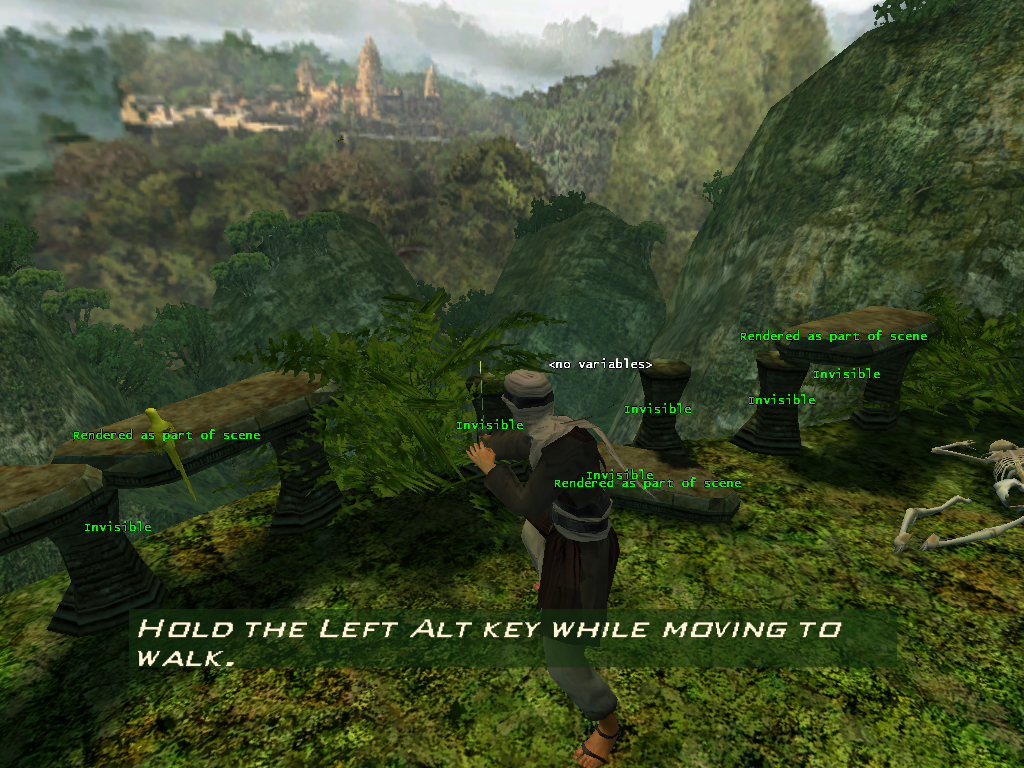 Rendered as part of scene
<no variables>
Invisible
Invisible
Invisible
Invisible
Rendered as part of scene
Invisible
Rendered as part of scene
Invisible
Hold the Left Alt key while moving to
walk.